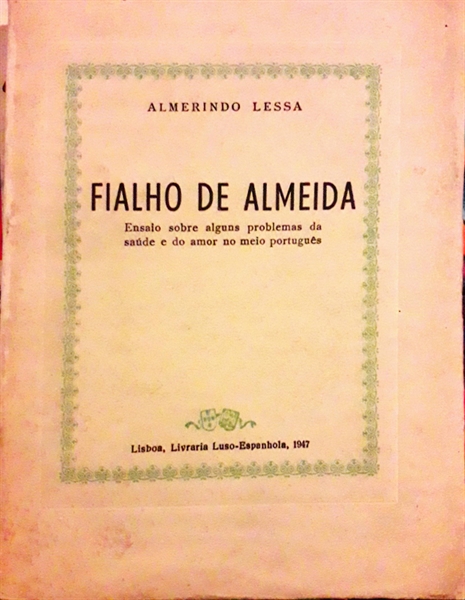 ALMERINDO LESSA
FIALHO DE ALMEIDA
Ensaio sobre alguns problemas da
saúde e do amor no meio português
Lisboa, Livraria Luso-Espanhola, 1947